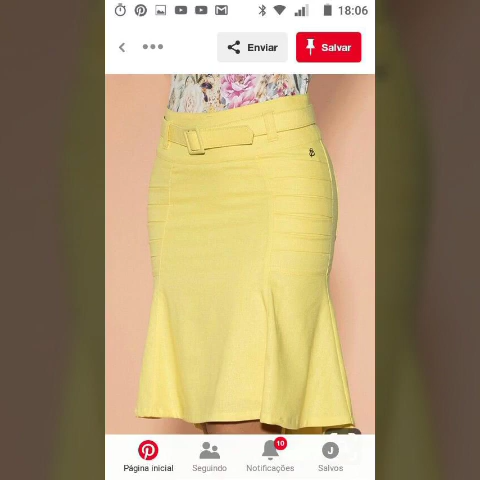 18:06
Enviar
Salvar
10
Página inicial
Seguindo
Notificações
J
Salvos